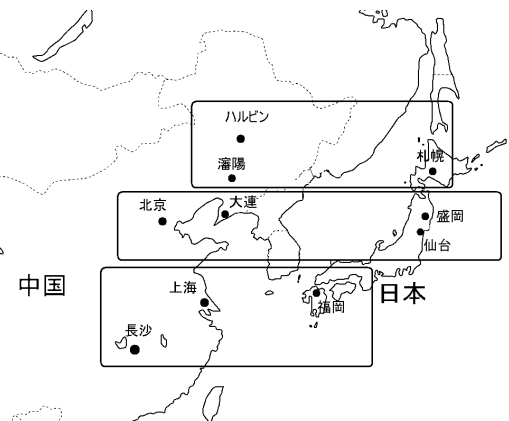 ハルビン
瀋陽
札幌
北京
大連
盛岡
仙台
中国
上海
福岡
日本
長沙